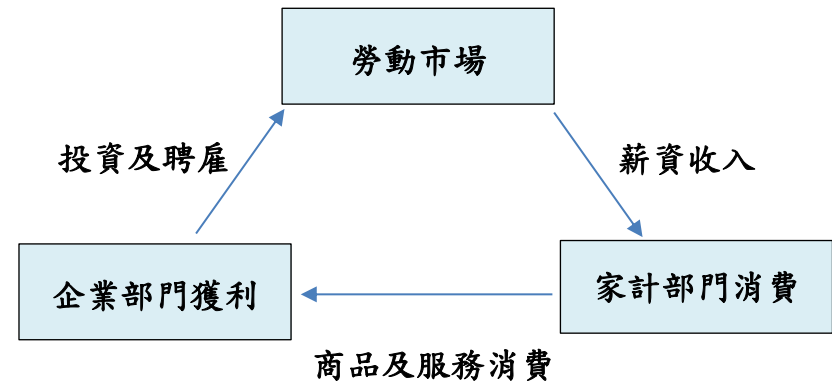 勞動市場
投資及聘雇
薪資收入
企業部門獲利
家計部門消費
商品及服務消費